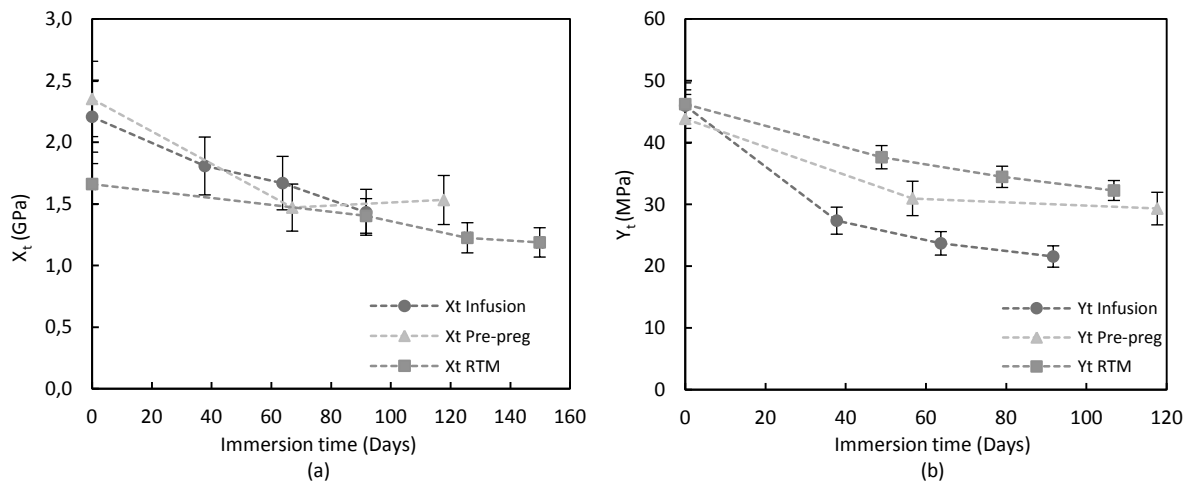 3,0
2,5
2,0
1,5
1,0
0,5
0,0
X_t (GPa)
Xt Infusion
Xt Pre-preg
Xt RTM
0 20 40 60 80 100 120 140 160
Immersion time (Days)
(a)
60
50
40
30
20
10
0
Y_t (MPa)
Yt Infusion
Yt Pre-preg
Yt RTM
0 20 40 60 80 100 120
Immersion time (Days)
(b)